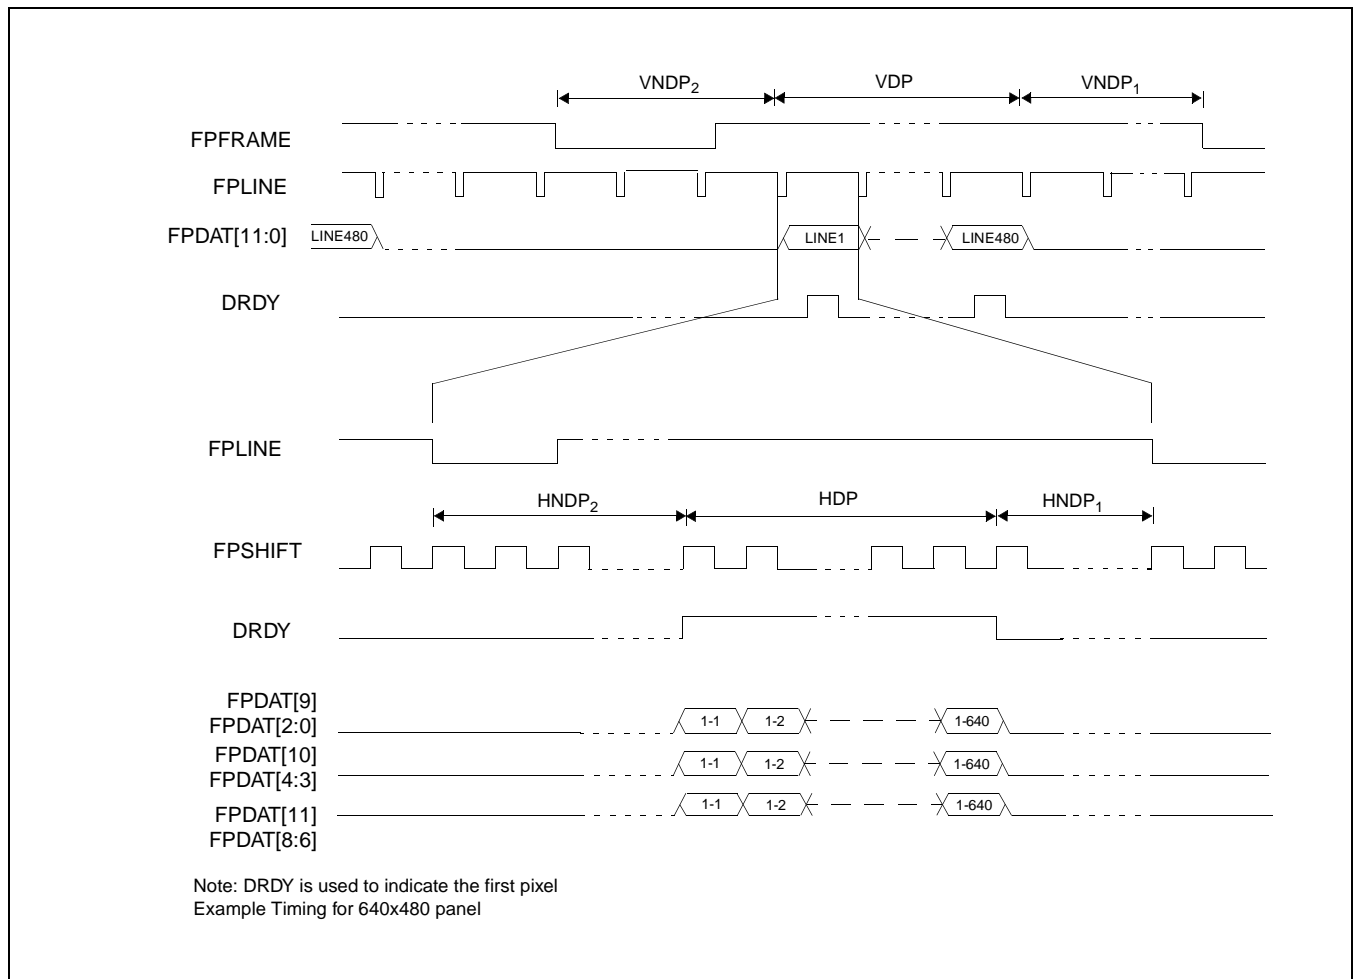 VNDP2 VDP VNDP1
FPFRAME
FPLINE
FPDAT[11:0] LINE480 LINE1 LINE480
DRDY
FPLINE
HNDP2 HDP HNDP1
FPSHIFT
DRDY
FPDAT[9]
FPDAT[2:0] 1-1 1-2 1-640
FPDAT[10]
FPDAT[4:3] 1-1 1-2 1-640
FPDAT[11] 1-1 1-2 1-640
FPDAT[8:6]
Note: DRDY is used to indicate the first pixel
Example Timing for 640x480 panel